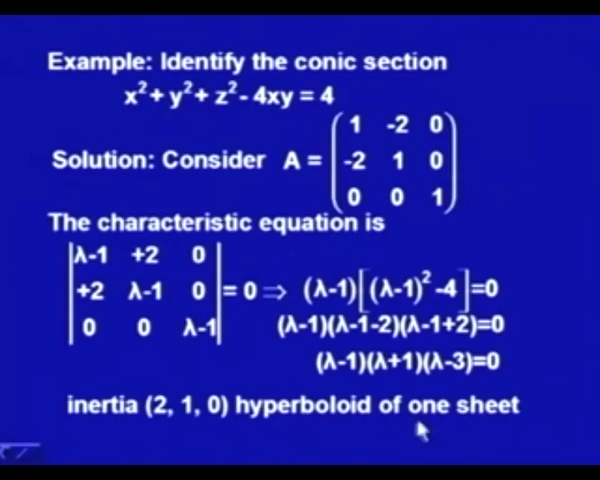 Example: Identify the conic section
x²+ y²+ z²- 4xy = 4
Solution: Consider A = ( 1 -2 0
-2 1 0
0 0 1 )
The characteristic equation is
|λ-1 +2 0
+2 λ-1 0 | = 0 ⇒ (λ-1)[(λ-1)²-4]=0
0 0 λ-1| (λ-1)(λ-1-2)(λ-1+2)=0
(λ-1)(λ+1)(λ-3)=0
inertia (2, 1, 0) hyperboloid of one sheet